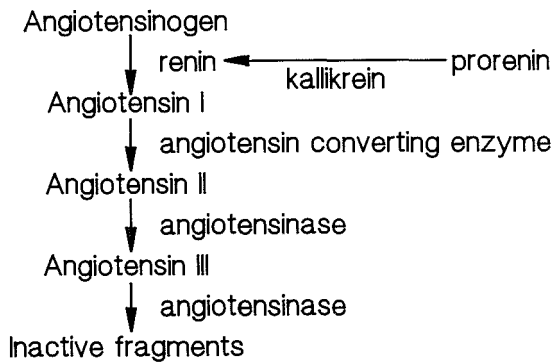 Angiotensinogen
renin prorenin
kallikrein
Angiotensin I
angiotensin converting enzyme
Angiotensin II
angiotensinase
Angiotensin III
angiotensinase
Inactive fragments